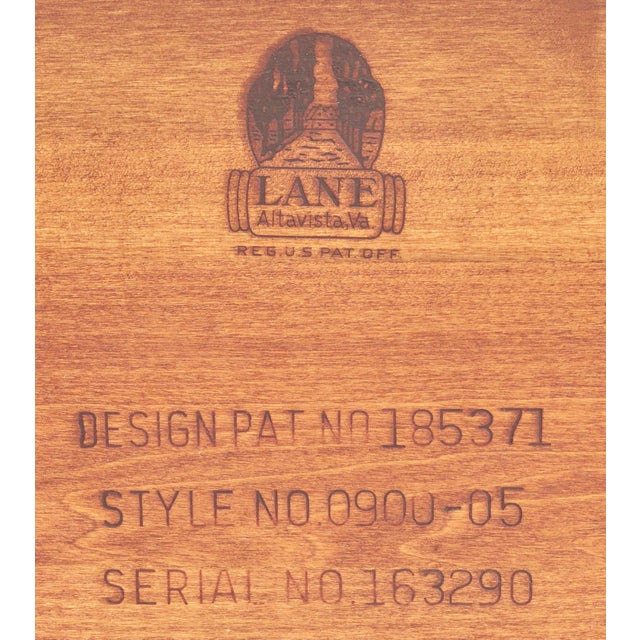 LANE
Altavista, Va.
REG. U.S. PAT. OFF.
DESIGN PAT NO 185371
STYLE NO. 0900-05
SERIAL NO. 163290